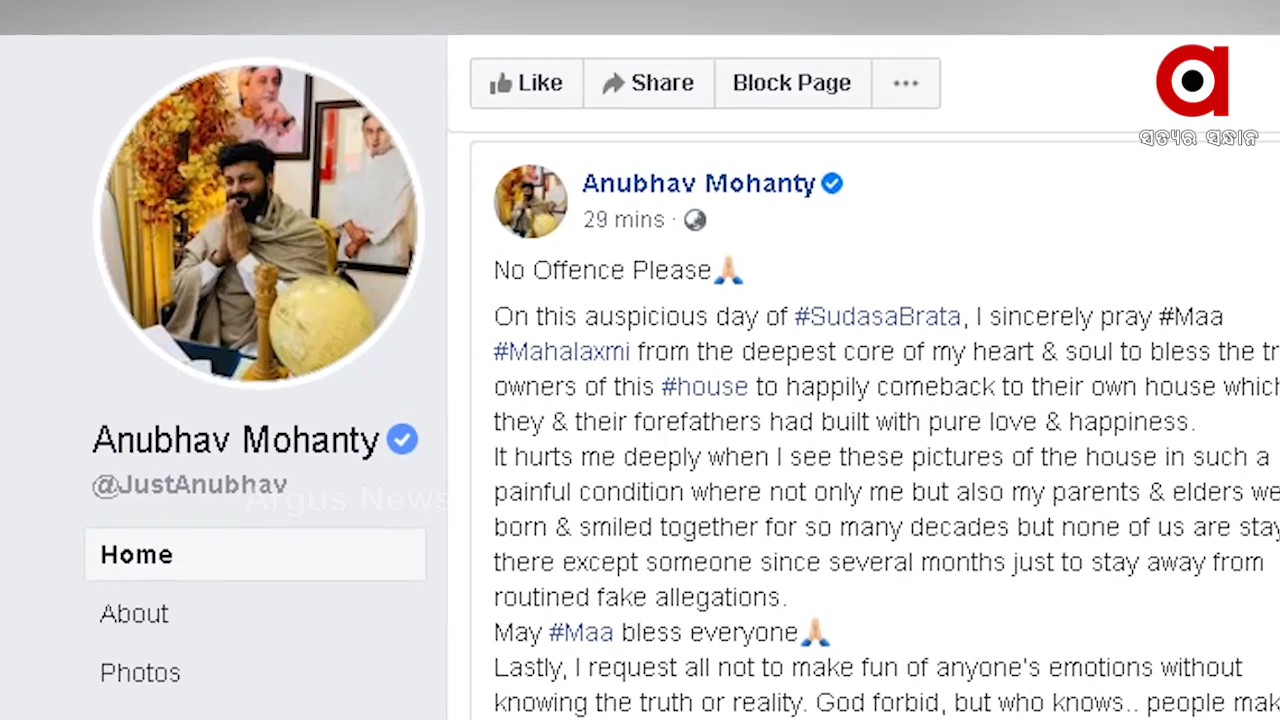 Like
Share
Block Page
ସତ୍ୟର ସନ୍ଧାନ
Anubhav Mohanty
29 mins ·
No Offence Please🙏
On this auspicious day of #SudasaBrata, I sincerely pray #Maa
#Mahalaxmi from the deepest core of my heart & soul to bless the
owners of this #house to happily comeback to their own house
they & their forefathers had built with pure love & happiness.
It hurts me deeply when I see these pictures of the house in such a
painful condition where not only me but also my parents & elders
born & smiled together for so many decades but none of us are
there except someone since several months just to stay away from
routined fake allegations.
May #Maa bless everyone🙏
Lastly, I request all not to make fun of anyone's emotions without
knowing the truth or reality. God forbid, but who knows.. people
Anubhav Mohanty
@JustAnubhav
Argus News
Home
About
Photos